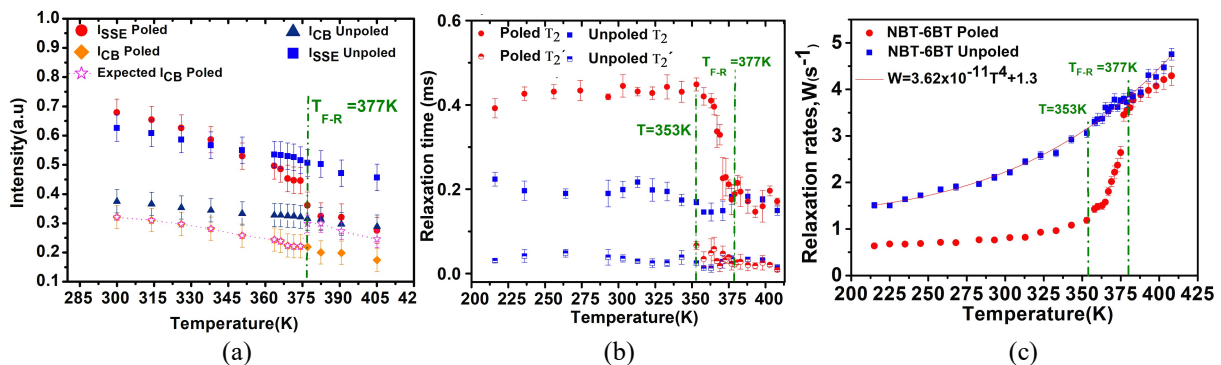 1.0
0.9
0.8
0.7
0.6
0.5
0.4
0.3
0.2
0.1
Intensity(a.u)
I_SSE Poled
I_CB Unpoled
I_CB Poled
I_SSE Unpoled
Expected I_CB Poled
T_F-R =377K
285 300 315 330 345 360 375 390 405 42
Temperature(K)
(a)
0.6
0.4
0.2
0.0
Relaxation time (ms)
Poled T₂
Unpoled T₂
Poled T₂´
Unpoled T₂´
T_F-R =377K
T=353K
200 225 250 275 300 325 350 375 400
Temperature(K)
(b)
5
4
3
2
1
0
Relaxation rates,W(s⁻¹)
NBT-6BT Poled
NBT-6BT Unpoled
W=3.62x10⁻¹¹T⁴+1.3
T_F-R =377K
T=353K
200 225 250 275 300 325 350 375 400 425
Temperature(K)
(c)